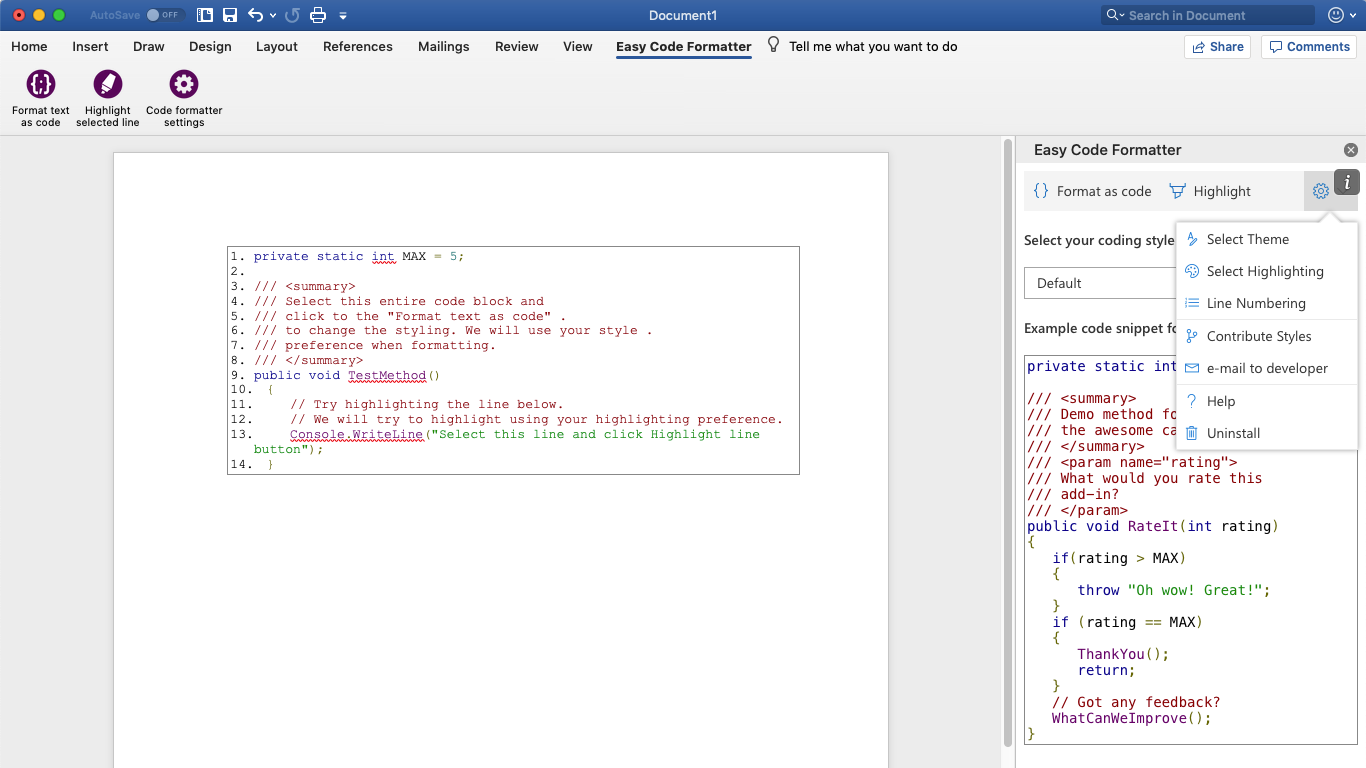 AutoSave OFF
Document1
Search in Document
Home Insert Draw Design Layout References Mailings Review View Easy Code Formatter Tell me what you want to do
Share Comments
Format text as code
Highlight selected line
Code formatter settings
1. private static int MAX = 5;
2.
3. /// <summary>
4. /// Select this entire code block and
5. /// click to the "Format text as code" .
6. /// to change the styling. We will use your style .
7. /// preference when formatting.
8. /// </summary>
9. public void TestMethod()
10. {
11. // Try highlighting the line below.
12. // We will try to highlight using your highlighting preference.
13. Console.WriteLine("Select this line and click Highlight line
button");
14. }
Easy Code Formatter
{} Format as code Highlight
i
Select your coding style
Default
Example code snippet fo
Select Theme
Select Highlighting
Line Numbering
Contribute Styles
e-mail to developer
? Help
Uninstall
private static int
/// <summary>
/// Demo method fo
/// the awesome ca
/// </summary>
/// <param name="rating">
/// What would you rate this
/// add-in?
/// </param>
public void RateIt(int rating)
{
if(rating > MAX)
{
throw "Oh wow! Great!";
}
if (rating == MAX)
{
ThankYou();
return;
}
// Got any feedback?
WhatCanWeImprove();
}